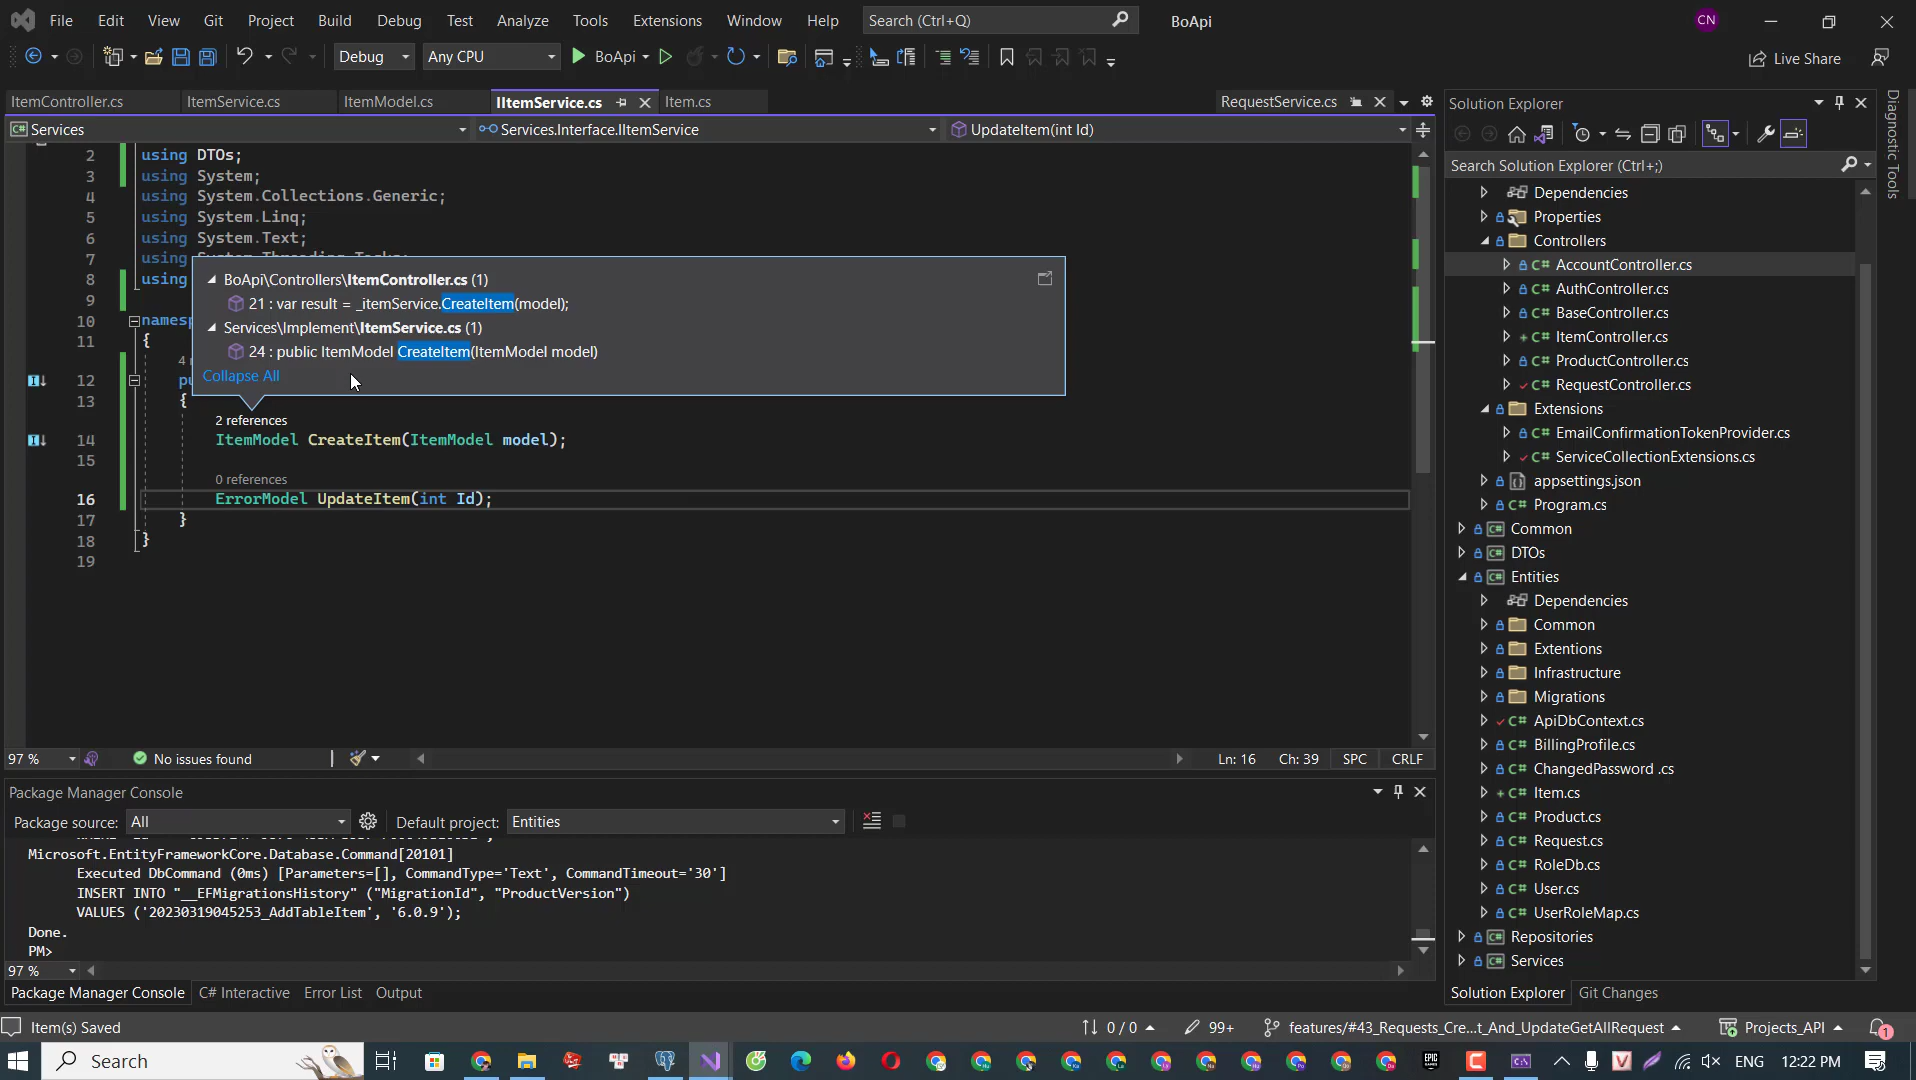 File Edit View Git Project Build Debug Test Analyze Tools Extensions Window Help Search (Ctrl+Q) BoApi CN
Debug Any CPU BoApi Live Share
ItemController.cs ItemService.cs ItemModel.cs IItemService.cs Item.cs RequestService.cs
Services Services.Interface.IItemService UpdateItem(int Id)
2 using DTOs;
3 using System;
4 using System.Collections.Generic;
5 using System.Linq;
6 using System.Text;
7 using System.Threading.Tasks;
8 using
9
10 namesp
11 {
4
12 pu
13 {
BoApi\Controllers\ItemController.cs (1)
21 : var result = _itemService.CreateItem(model);
Services\Implement\ItemService.cs (1)
24 : public ItemModel CreateItem(ItemModel model)
Collapse All
2 references
14 ItemModel CreateItem(ItemModel model);
15
0 references
16 ErrorModel UpdateItem(int Id);
17 }
18 }
19
97 % No issues found Ln: 16 Ch: 39 SPC CRLF
Package Manager Console
Package source: All Default project: Entities
Microsoft.EntityFrameworkCore.Database.Command[20101]
Executed DbCommand (0ms) [Parameters=[], CommandType='Text', CommandTimeout='30']
INSERT INTO "__EFMigrationsHistory" ("MigrationId", "ProductVersion")
VALUES ('20230319045253_AddTableItem', '6.0.9');
Done.
PM>
97 %
Package Manager Console C# Interactive Error List Output
Solution Explorer
Search Solution Explorer (Ctrl+;)
Dependencies
Properties
Controllers
C# AccountController.cs
C# AuthController.cs
C# BaseController.cs
C# ItemController.cs
C# ProductController.cs
C# RequestController.cs
Extensions
C# EmailConfirmationTokenProvider.cs
C# ServiceCollectionExtensions.cs
appsettings.json
C# Program.cs
Common
DTOs
Entities
Dependencies
Common
Extentions
Infrastructure
Migrations
C# ApiDbContext.cs
C# BillingProfile.cs
C# ChangedPassword .cs
C# Item.cs
C# Product.cs
C# Request.cs
C# RoleDb.cs
C# User.cs
C# UserRoleMap.cs
Repositories
Services
Solution Explorer Git Changes
Diagnostic Tools
Item(s) Saved 0 / 0 99+ features/#43_Requests_Cre...t_And_UpdateGetAllRequest Projects_API 1
Search ENG 12:22 PM